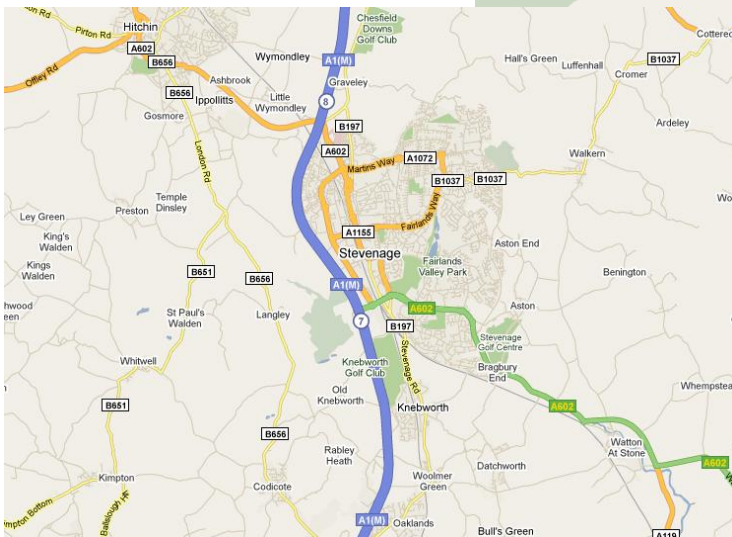 Pirton Rd
Hitchin
Chesfield
Downs
Golf Club
Cottered
A602
B656
Wymondley
A1(M)
Hall's Green
Luffenhall
B1037
Cromer
Offley Rd
Ashbrook
Graveley
B656
Ippollitts
Little
Wymondley
8
Gosmore
B197
Ardeley
A602
London Rd
Martins Way
A1072
Walkern
B1037
B1037
Temple
Dinsley
Preston
Ley Green
Fairlands Way
A1155
King's
Walden
Stevenage
Aston End
Kings
Walden
B651
B656
Fairlands
Valley Park
Benington
A1(M)
St Paul's
Walden
Langley
A602
Aston
7
B197
Stevenage
Golf Centre
Whitwell
Knebworth
Golf Club
Stevenage Rd
Bragbury
End
Old
Knebworth
B651
Knebworth
A602
B656
Watton
At Stone
Rabley
Heath
A602
Kimpton
Codicote
Woolmer
Green
Datchworth
Kimpton Bottom
A1(M)
Oaklands
Bull's Green
A119